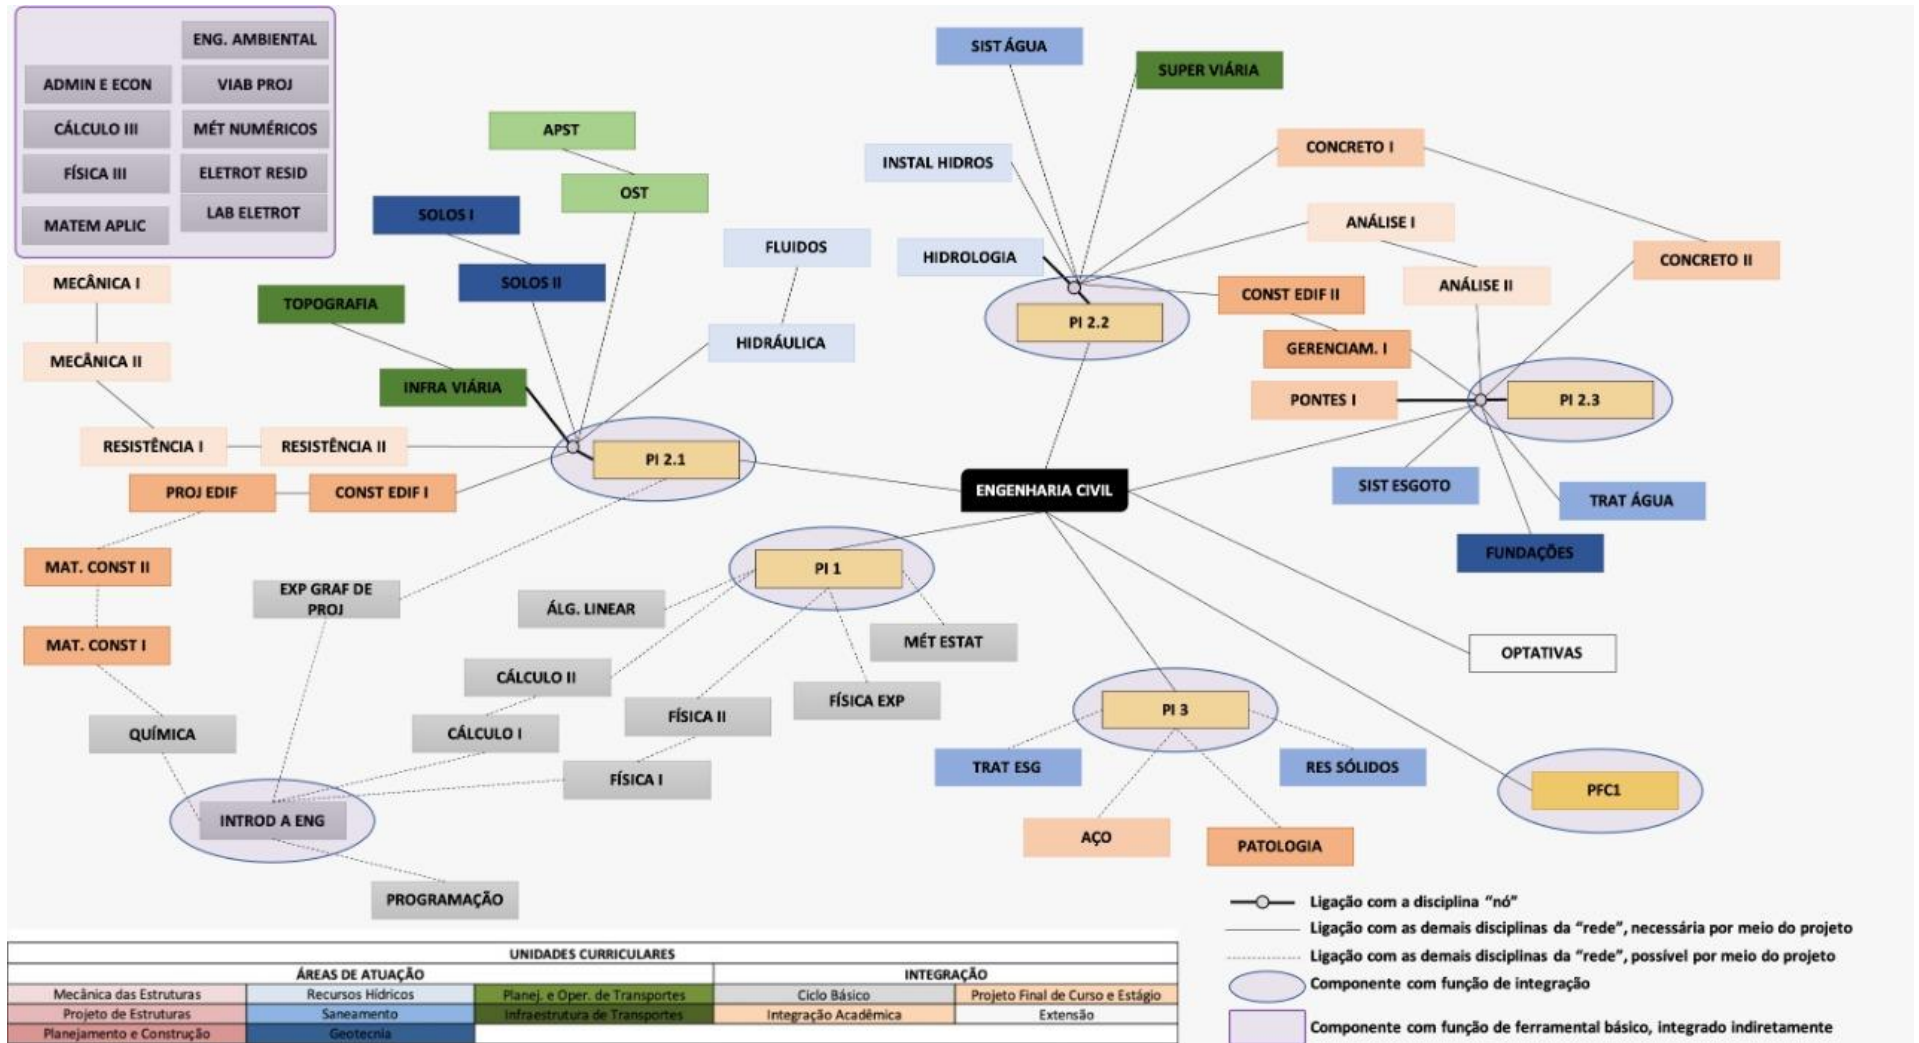 ENG. AMBIENTAL
ADMIN E ECON
VIAB PROJ
CÁLCULO III
MÉT NUMÉRICOS
FÍSICA III
ELETROT RESID
MATEM APLIC
LAB ELETROT
MECÂNICA I
MECÂNICA II
RESISTÊNCIA I
RESISTÊNCIA II
PROJ EDIF
CONST EDIF I
MAT. CONST II
MAT. CONST I
QUÍMICA
EXP GRAF DE
PROJ
INTROD A ENG
PROGRAMAÇÃO
TOPOGRAFIA
INFRA VIÁRIA
SOLOS I
SOLOS II
APST
OST
FLUIDOS
HIDRÁULICA
PI 2.1
SIST ÁGUA
SUPER VIÁRIA
INSTAL HIDROS
HIDROLOGIA
CONCRETO I
ANÁLISE I
CONCRETO II
ANÁLISE II
CONST EDIF II
GERENCIAM. I
PONTES I
PI 2.2
PI 2.3
SIST ESGOTO
TRAT ÁGUA
FUNDAÇÕES
ENGENHARIA CIVIL
PI 1
ÁLG. LINEAR
MÉT ESTAT
CÁLCULO II
CÁLCULO I
FÍSICA II
FÍSICA EXP
FÍSICA I
OPTATIVAS
PI 3
TRAT ESG
RES SÓLIDOS
AÇO
PATOLOGIA
PFC1
Ligação com a disciplina “nó”
Ligação com as demais disciplinas da “rede”, necessária por meio do projeto
Ligação com as demais disciplinas da “rede”, possível por meio do projeto
Componente com função de integração
Componente com função de ferramental básico, integrado indiretamente
UNIDADES CURRICULARES
ÁREAS DE ATUAÇÃO
INTEGRAÇÃO
Mecânica das Estruturas
Recursos Hídricos
Planej. e Oper. de Transportes
Ciclo Básico
Projeto Final de Curso e Estágio
Projeto de Estruturas
Saneamento
Infraestrutura de Transportes
Integração Acadêmica
Extensão
Planejamento e Construção
Geotecnia